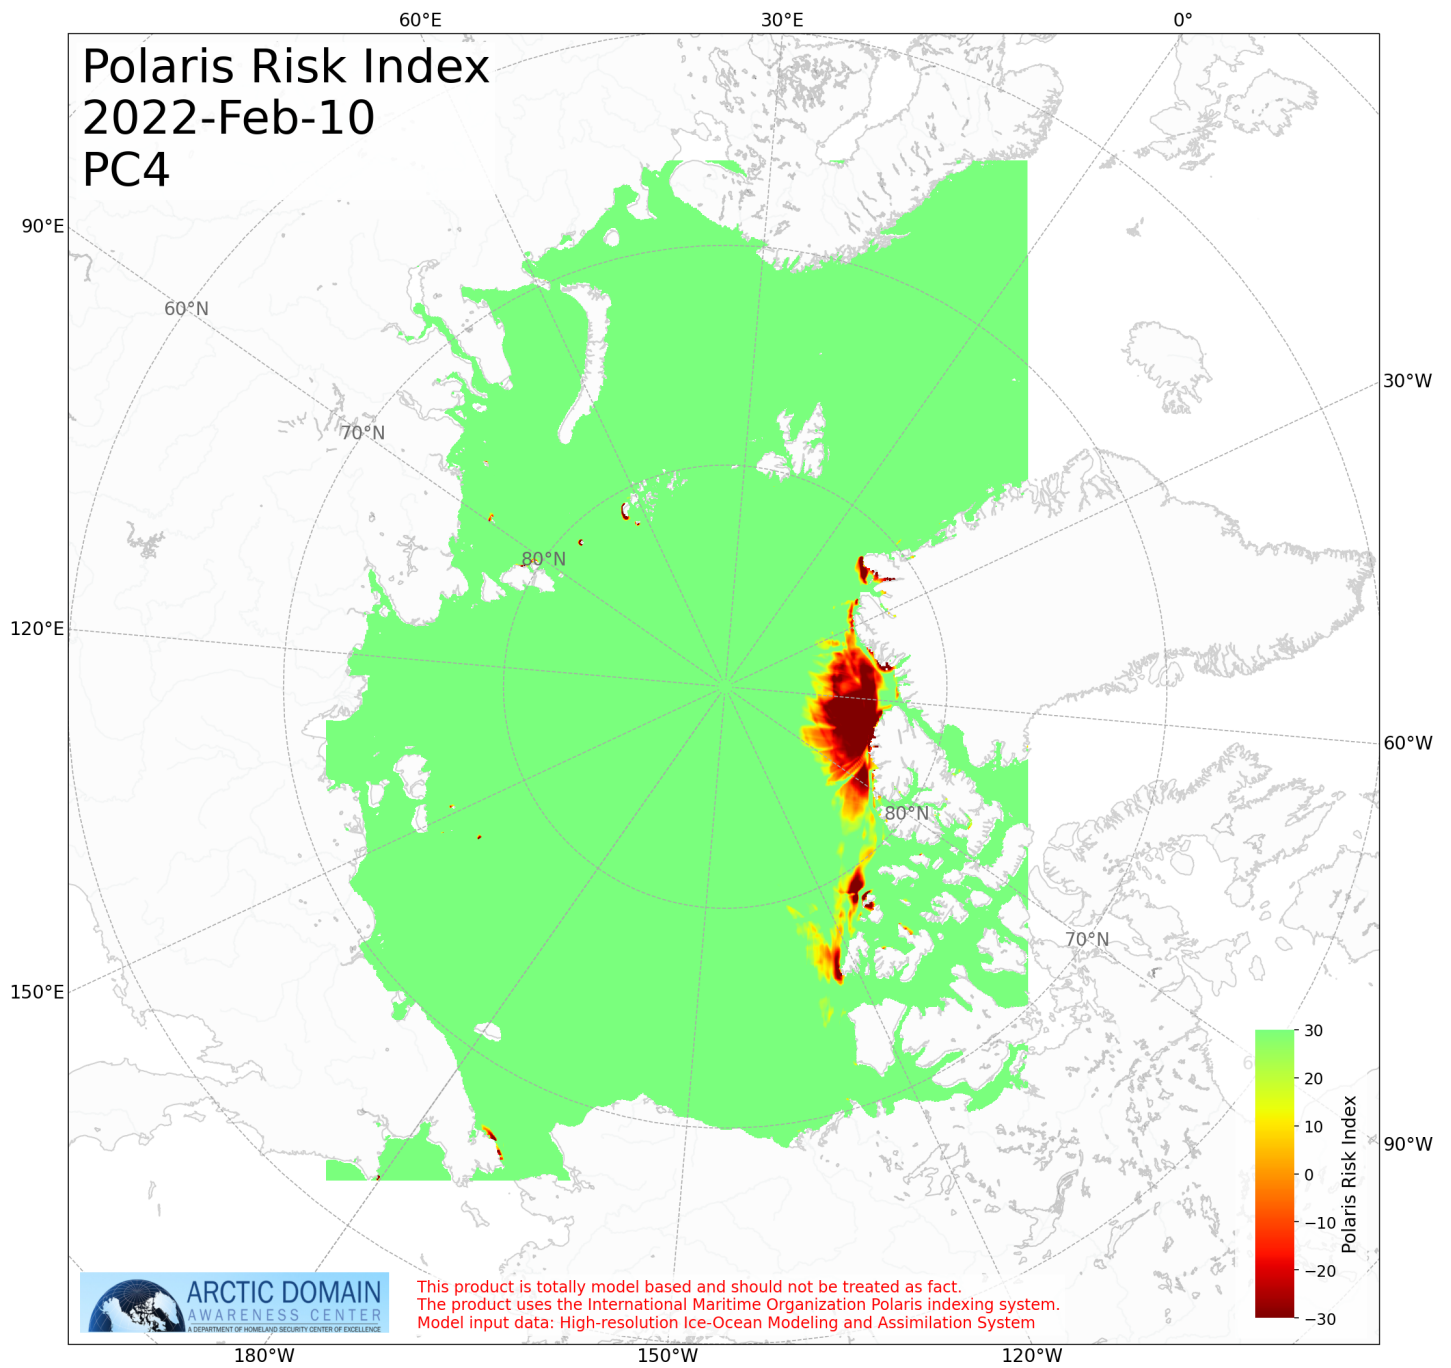 60°E 30°E 0°
Polaris Risk Index
2022-Feb-10
PC4
90°E
60°N
30°W
70°N
80°N
120°E
60°W
80°N
70°N
150°E
30
20
10
0
−10
−20
−30
Polaris Risk Index
90°W
ARCTIC DOMAIN
AWARENESS CENTER
A DEPARTMENT OF HOMELAND SECURITY CENTER OF EXCELLENCE
This product is totally model based and should not be treated as fact.
The product uses the International Maritime Organization Polaris indexing system.
Model input data: High-resolution Ice-Ocean Modeling and Assimilation System
180°W 150°W 120°W